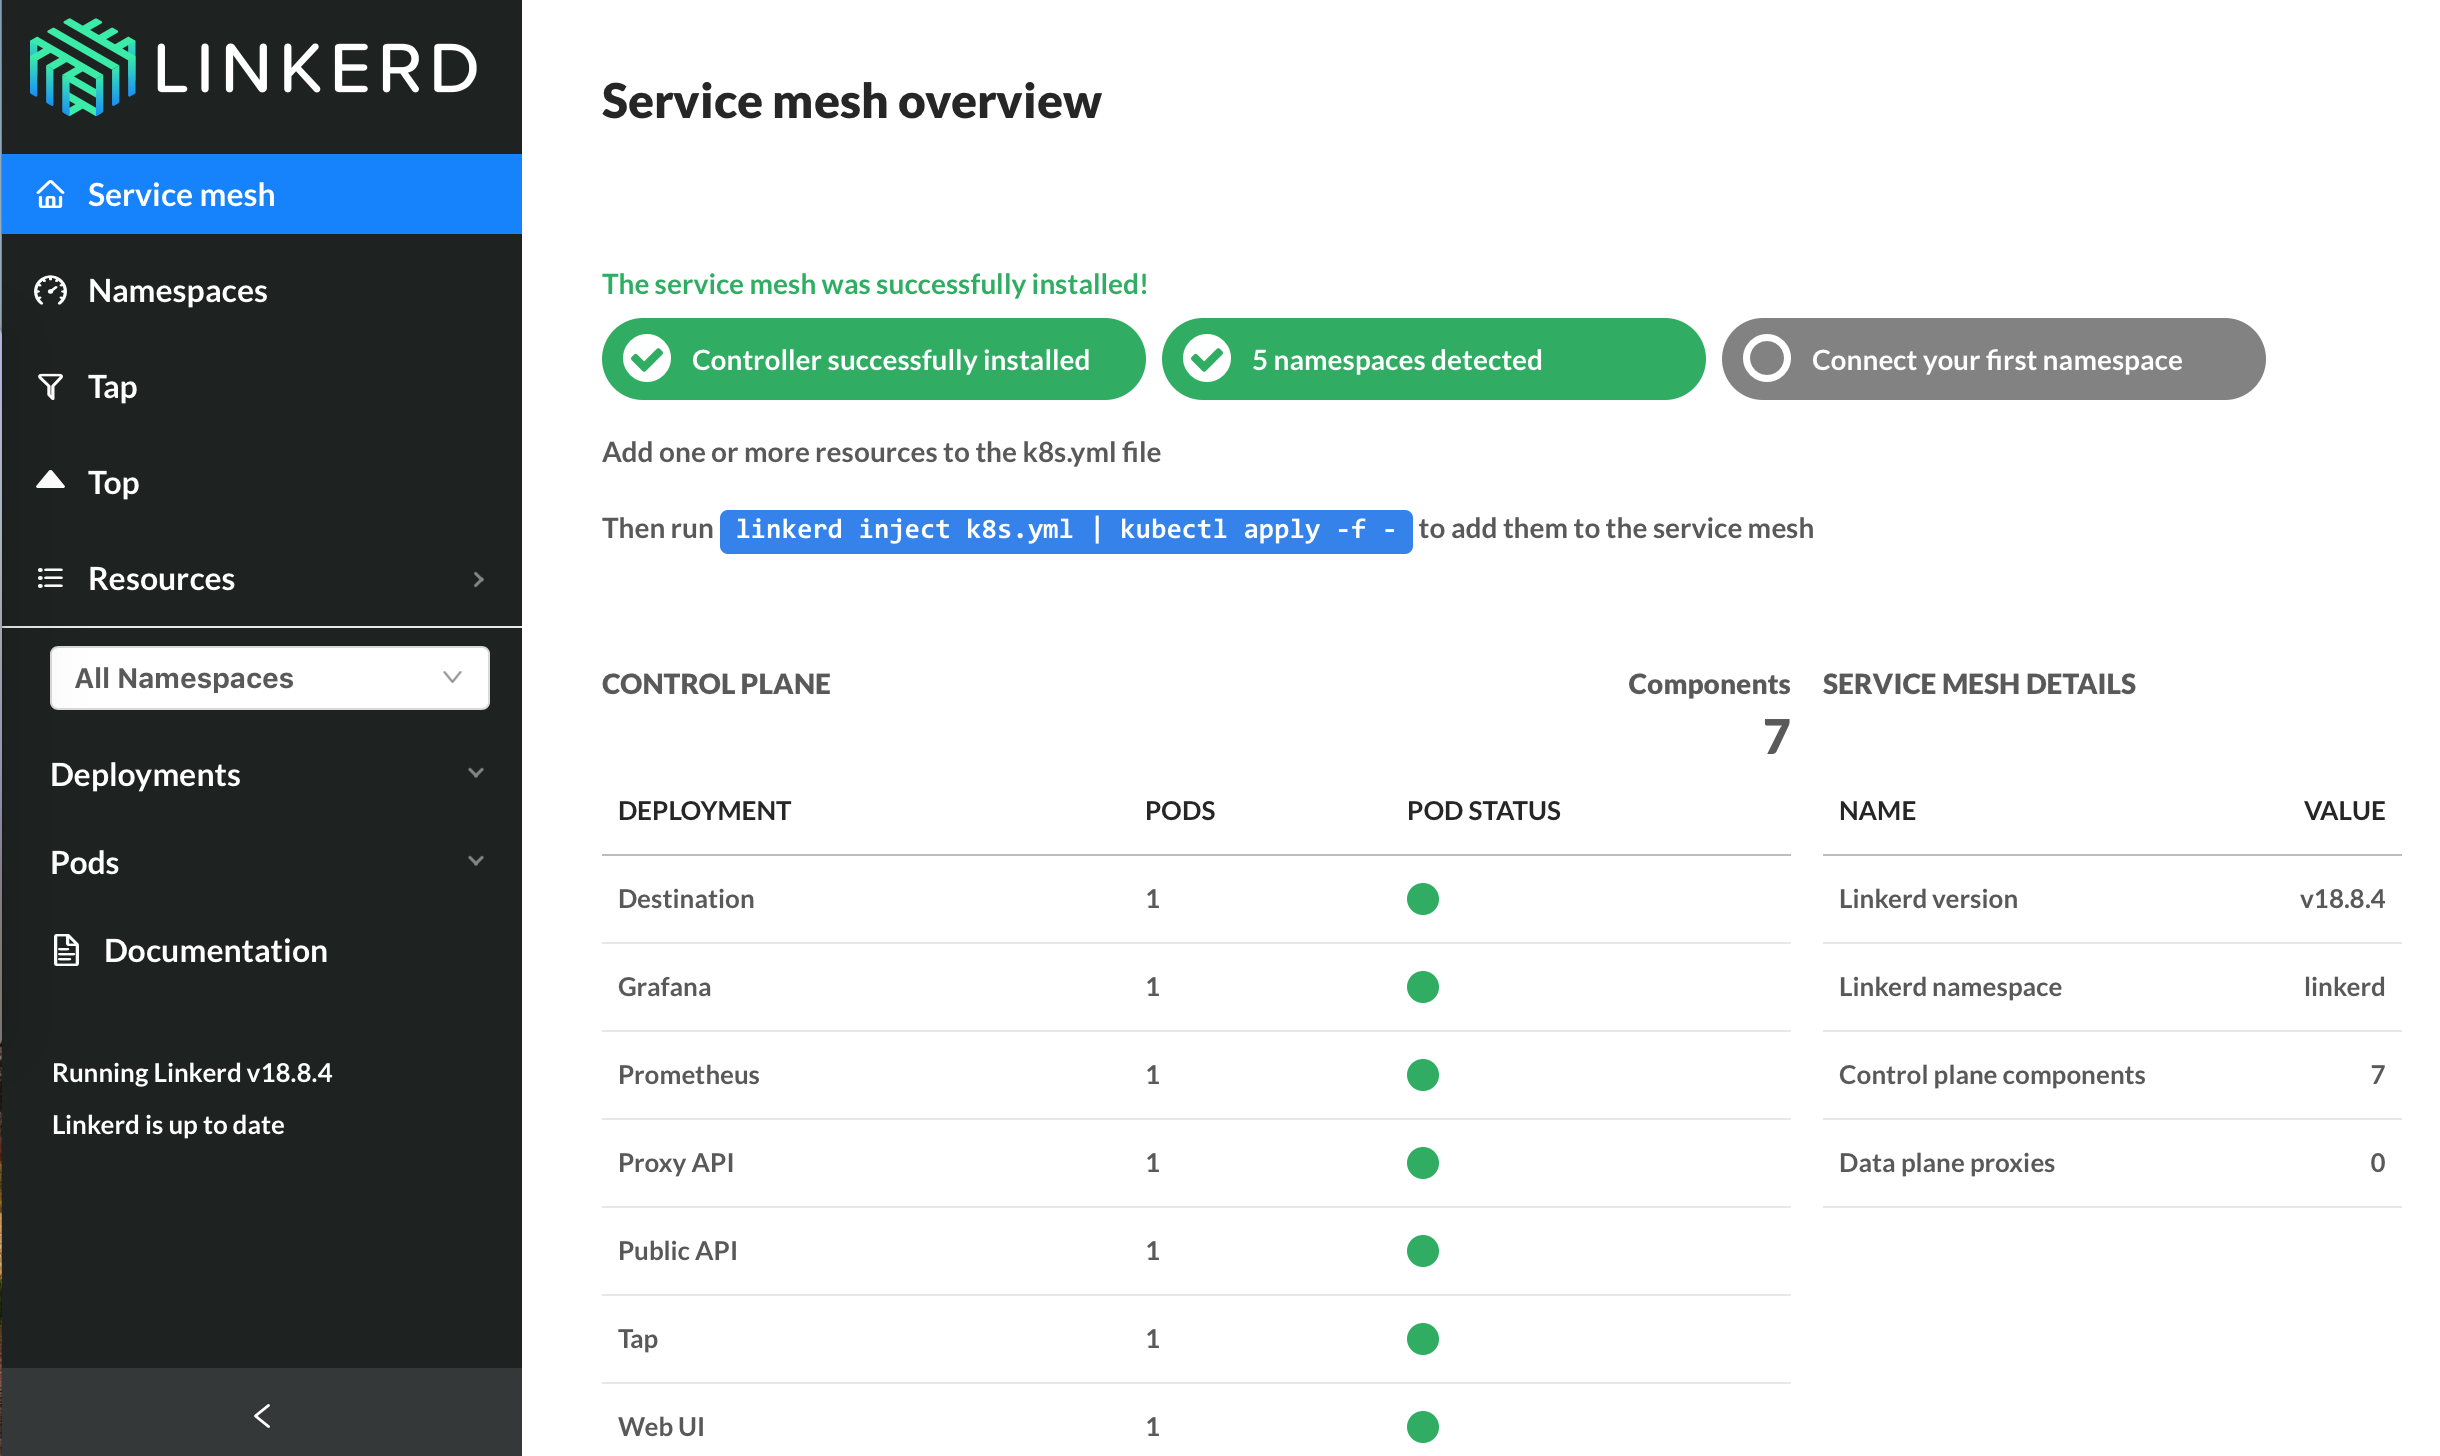 LINKERD
Service mesh
Namespaces
Tap
Top
Resources
All Namespaces
Deployments
Pods
Documentation
Running Linkerd v18.8.4
Linkerd is up to date
Service mesh overview
The service mesh was successfully installed!
Controller successfully installed
5 namespaces detected
Connect your first namespace
Add one or more resources to the k8s.yml file
Then run linkerd inject k8s.yml | kubectl apply -f - to add them to the service mesh
CONTROL PLANE
Components
7
DEPLOYMENT PODS POD STATUS
Destination 1
Grafana 1
Prometheus 1
Proxy API 1
Public API 1
Tap 1
Web UI 1
SERVICE MESH DETAILS
NAME VALUE
Linkerd version v18.8.4
Linkerd namespace linkerd
Control plane components 7
Data plane proxies 0